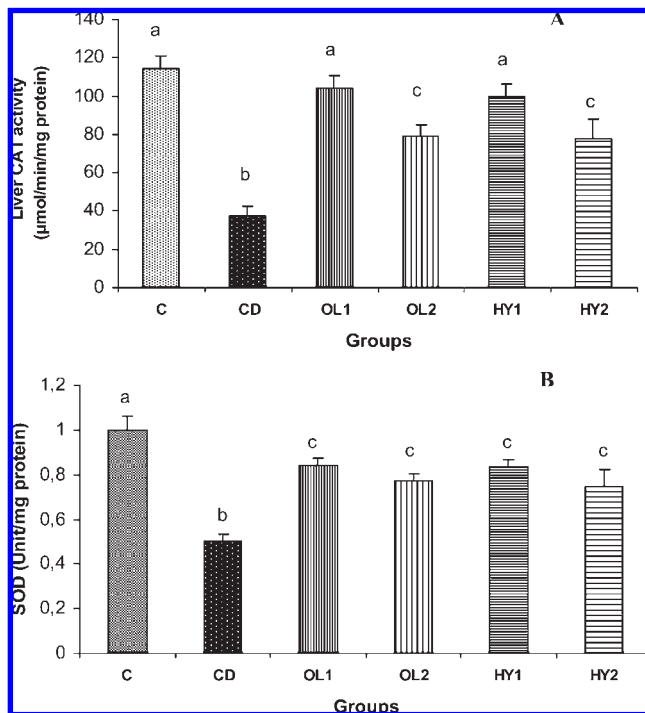 A
140
120
100
80
60
40
20
0
Liver CAT activity
(µmol/min/mg protein)
a
b
a
c
a
c
C CD OL1 OL2 HY1 HY2
Groups
B
1,2
1
0,8
0,6
0,4
0,2
0
SOD (Unit/mg protein)
a
b
c
c
c
c
C CD OL1 OL2 HY1 HY2
Groups